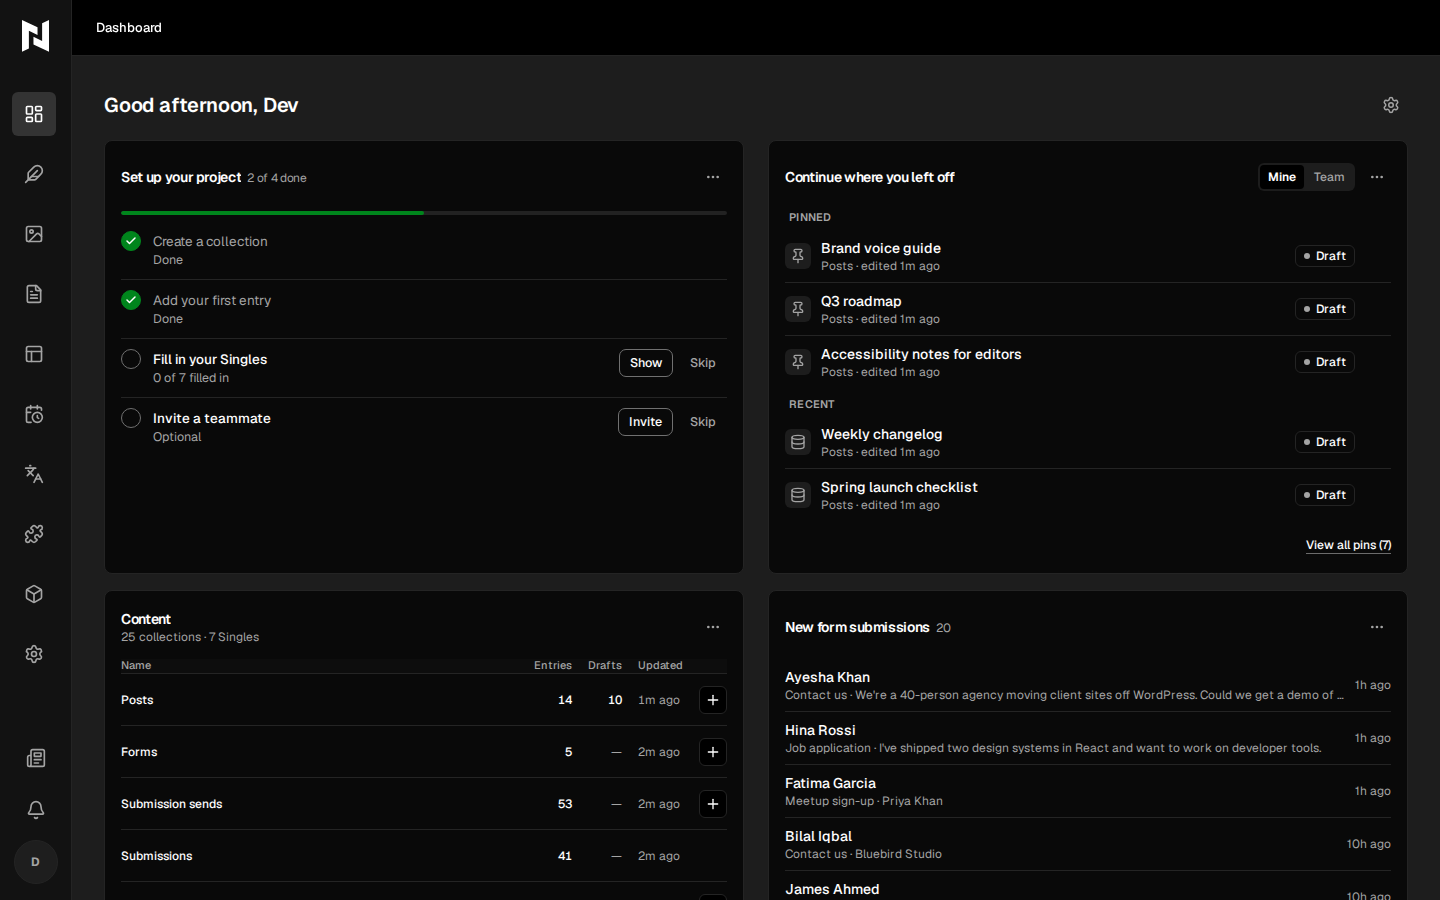 Dashboard
Good afternoon, Dev
Set up your project 2 of 4 done
Create a collection
Done
Add your first entry
Done
Fill in your Singles
0 of 7 filled in
Show
Skip
Invite a teammate
Optional
Invite
Skip
Continue where you left off
Mine
Team
PINNED
Brand voice guide
Posts · edited 1m ago
Draft
Q3 roadmap
Posts · edited 1m ago
Draft
Accessibility notes for editors
Posts · edited 1m ago
Draft
RECENT
Weekly changelog
Posts · edited 1m ago
Draft
Spring launch checklist
Posts · edited 1m ago
Draft
View all pins (7)
Content
25 collections · 7 Singles
Name Entries Drafts Updated
Posts 14 10 1m ago
Forms 5 — 2m ago
Submission sends 53 — 2m ago
Submissions 41 — 2m ago
New form submissions 20
Ayesha Khan
Contact us · We're a 40-person agency moving client sites off WordPress. Could we get a demo of ...
1h ago
Hina Rossi
Job application · I've shipped two design systems in React and want to work on developer tools.
1h ago
Fatima Garcia
Meetup sign-up · Priya Khan
1h ago
Bilal Iqbal
Contact us · Bluebird Studio
10h ago
James Ahmed
10h ago
D